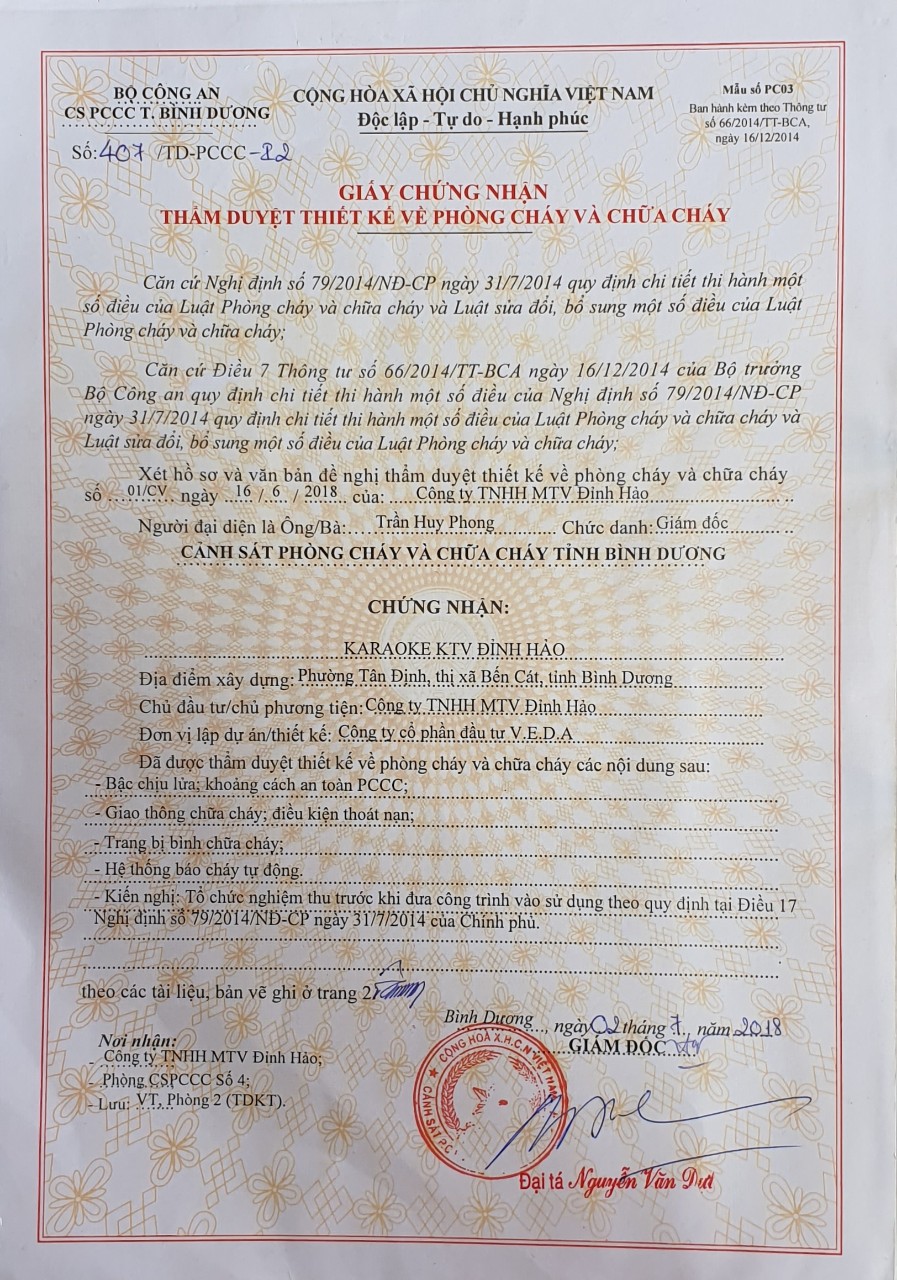 BỘ CÔNG AN
CS PCCC T. BÌNH DƯƠNG
Số: 407 /TD-PCCC -P2
CỘNG HÒA XÃ HỘI CHỦ NGHĨA VIỆT NAM
Độc lập - Tự do - Hạnh phúc
Mẫu số PC03
Ban hành kèm theo Thông tư
số 66/2014/TT-BCA,
ngày 16/12/2014
GIẤY CHỨNG NHẬN
THẨM DUYỆT THIẾT KẾ VỀ PHÒNG CHÁY VÀ CHỮA CHÁY
Căn cứ Nghị định số 79/2014/NĐ-CP ngày 31/7/2014 quy định chi tiết thi hành một
số điều của Luật Phòng cháy và chữa cháy và Luật sửa đổi, bổ sung một số điều của Luật
Phòng cháy và chữa cháy;
Căn cứ Điều 7 Thông tư số 66/2014/TT-BCA ngày 16/12/2014 của Bộ trưởng
Bộ Công an quy định chi tiết thi hành một số điều của Nghị định số 79/2014/NĐ-CP
ngày 31/7/2014 quy định chi tiết thi hành một số điều của Luật Phòng cháy và chữa cháy và
Luật sửa đổi, bổ sung một số điều của Luật Phòng cháy và chữa cháy;
Xét hồ sơ và văn bản đề nghị thẩm duyệt thiết kế về phòng cháy và chữa cháy
số ...01/CV.. ngày ..16 /..6.. / ..2018.. của: ......Công ty TNHH MTV Đỉnh Hảo
Người đại diện là Ông/Bà:.....Trần Huy Phong........... Chức danh: Giám đốc
CẢNH SÁT PHÒNG CHÁY VÀ CHỮA CHÁY TỈNH BÌNH DƯƠNG
CHỨNG NHẬN:
KARAOKE KTV ĐỈNH HẢO
Địa điểm xây dựng: Phường Tân Định, thị xã Bến Cát, tỉnh Bình Dương
Chủ đầu tư/chủ phương tiện: Công ty TNHH MTV Đỉnh Hảo
Đơn vị lập dự án/thiết kế: Công ty cổ phần đầu tư V.E.D.A
Đã được thẩm duyệt thiết kế về phòng cháy và chữa cháy các nội dung sau:
- Bậc chịu lửa; khoảng cách an toàn PCCC;
- Giao thông chữa cháy; điều kiện thoát nạn;
- Trang bị bình chữa cháy;
- Hệ thống báo cháy tự động.
- Kiến nghị: Tổ chức nghiệm thu trước khi đưa công trình vào sử dụng theo quy định tại Điều 17
Nghị định số 79/2014/NĐ-CP ngày 31/7/2014 của Chính phủ.
theo các tài liệu, bản vẽ ghi ở trang 2
Bình Dương..., ngày 02 tháng 7 năm 2018
GIÁM ĐỐC
Nơi nhận:
- Công ty TNHH MTV Đỉnh Hảo;
- Phòng CSPCCC Số 4;
- Lưu: VT, Phòng 2 (TDKT).
CỘNG HOÀ X.H.C.N VIỆT NAM
CẢNH SÁT P.C
Đại tá Nguyễn Văn Dựt